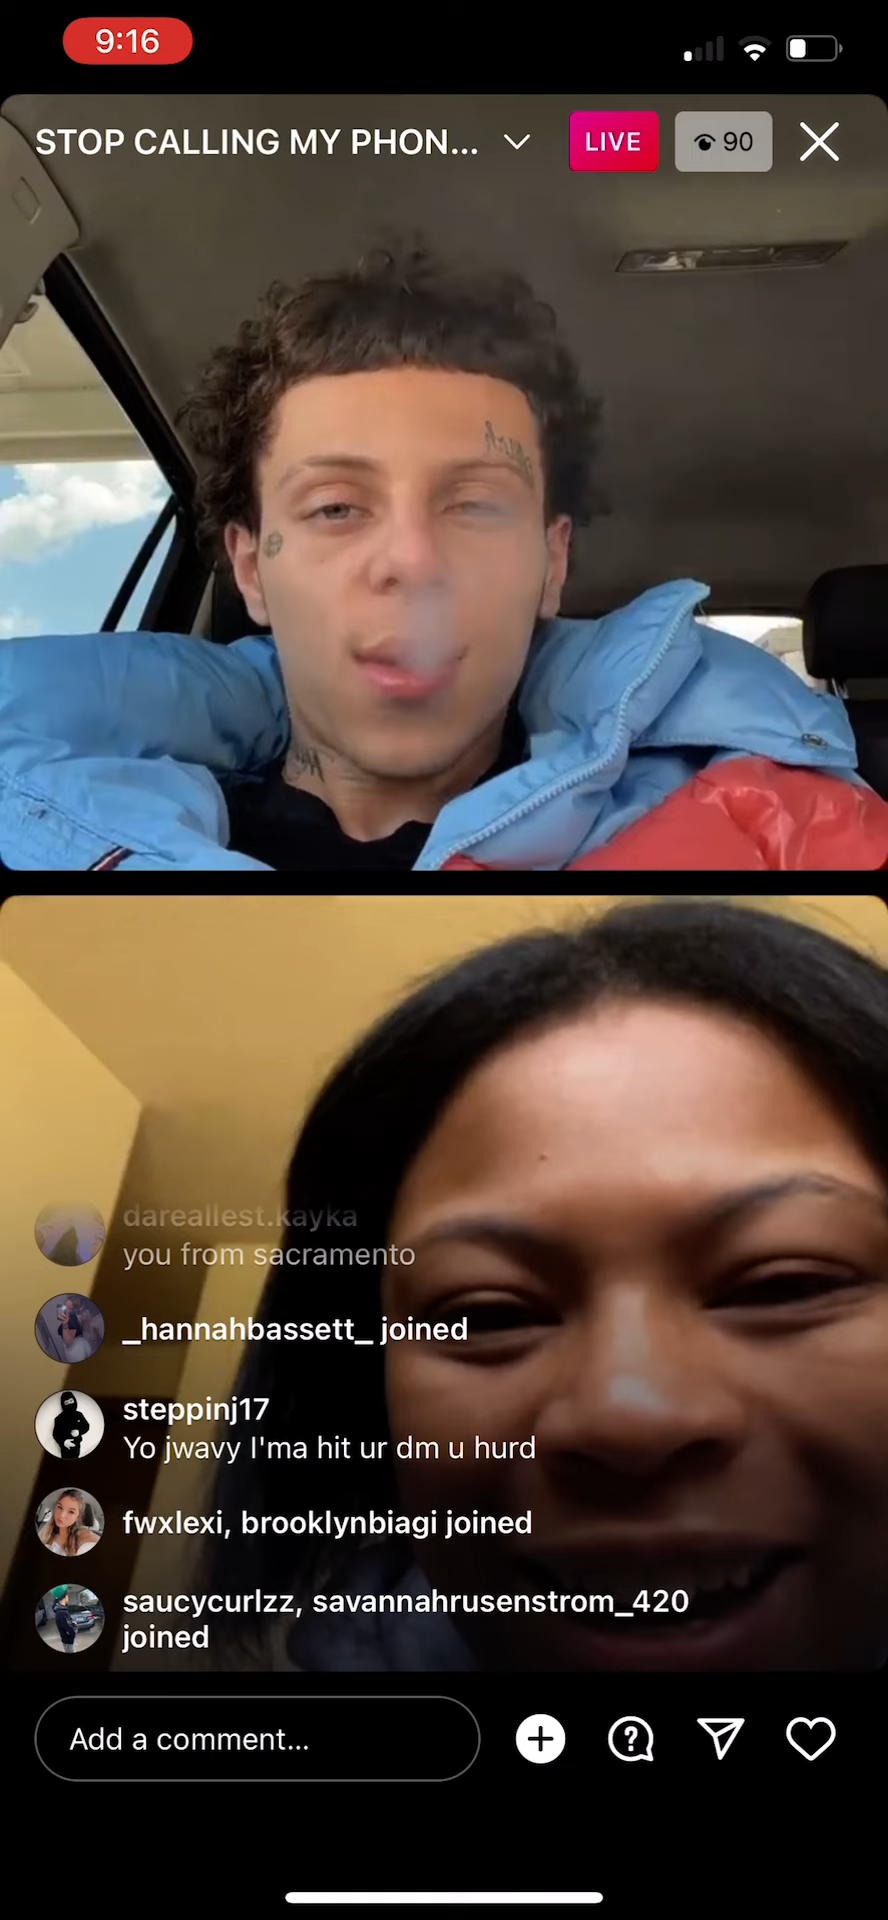 9:16
STOP CALLING MY PHON...
LIVE
90
dareallest.kayka
you from sacramento
_hannahbassett_ joined
steppinj17
Yo jwavy I'ma hit ur dm u hurd
fwxlexi, brooklynbiagi joined
saucycurlzz, savannahrusenstrom_420
joined
Add a comment...